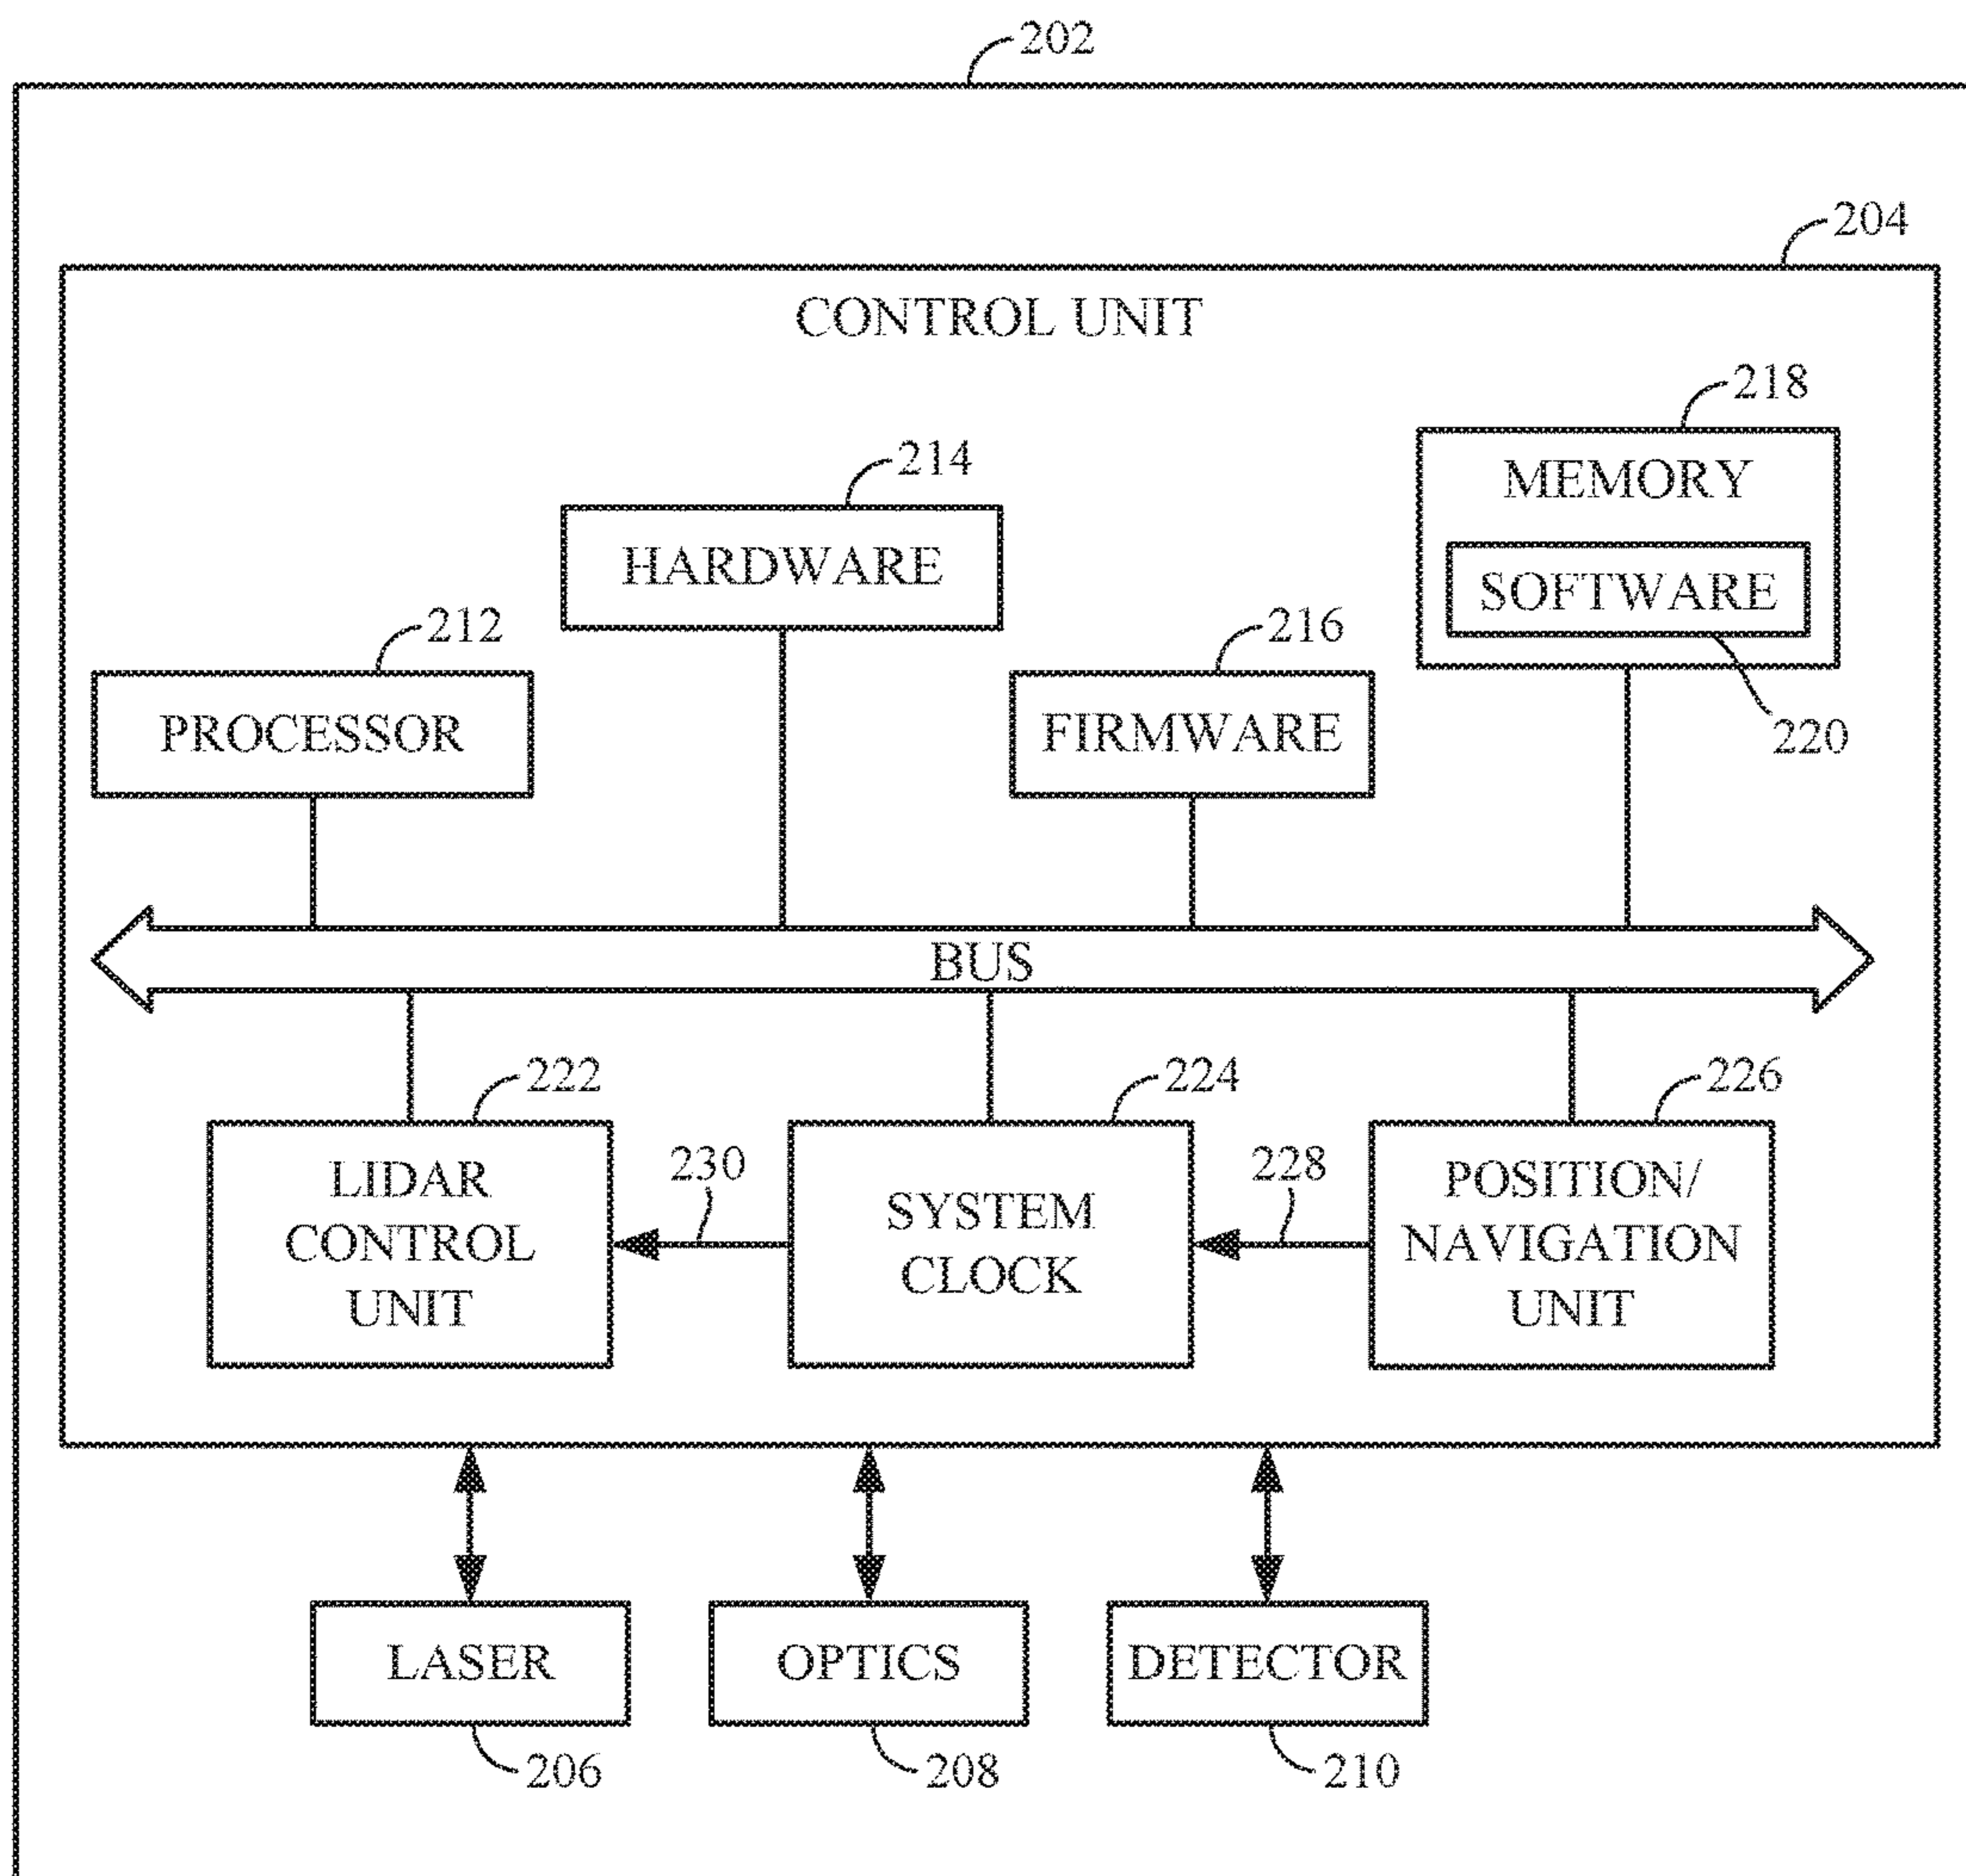 202
204
CONTROL UNIT
218
MEMORY
214
HARDWARE
SOFTWARE
212
216
220
PROCESSOR
FIRMWARE
BUS
222
224
226
LIDAR
CONTROL
UNIT
230
SYSTEM
CLOCK
228
POSITION/
NAVIGATION
UNIT
LASER
OPTICS
DETECTOR
206
208
210